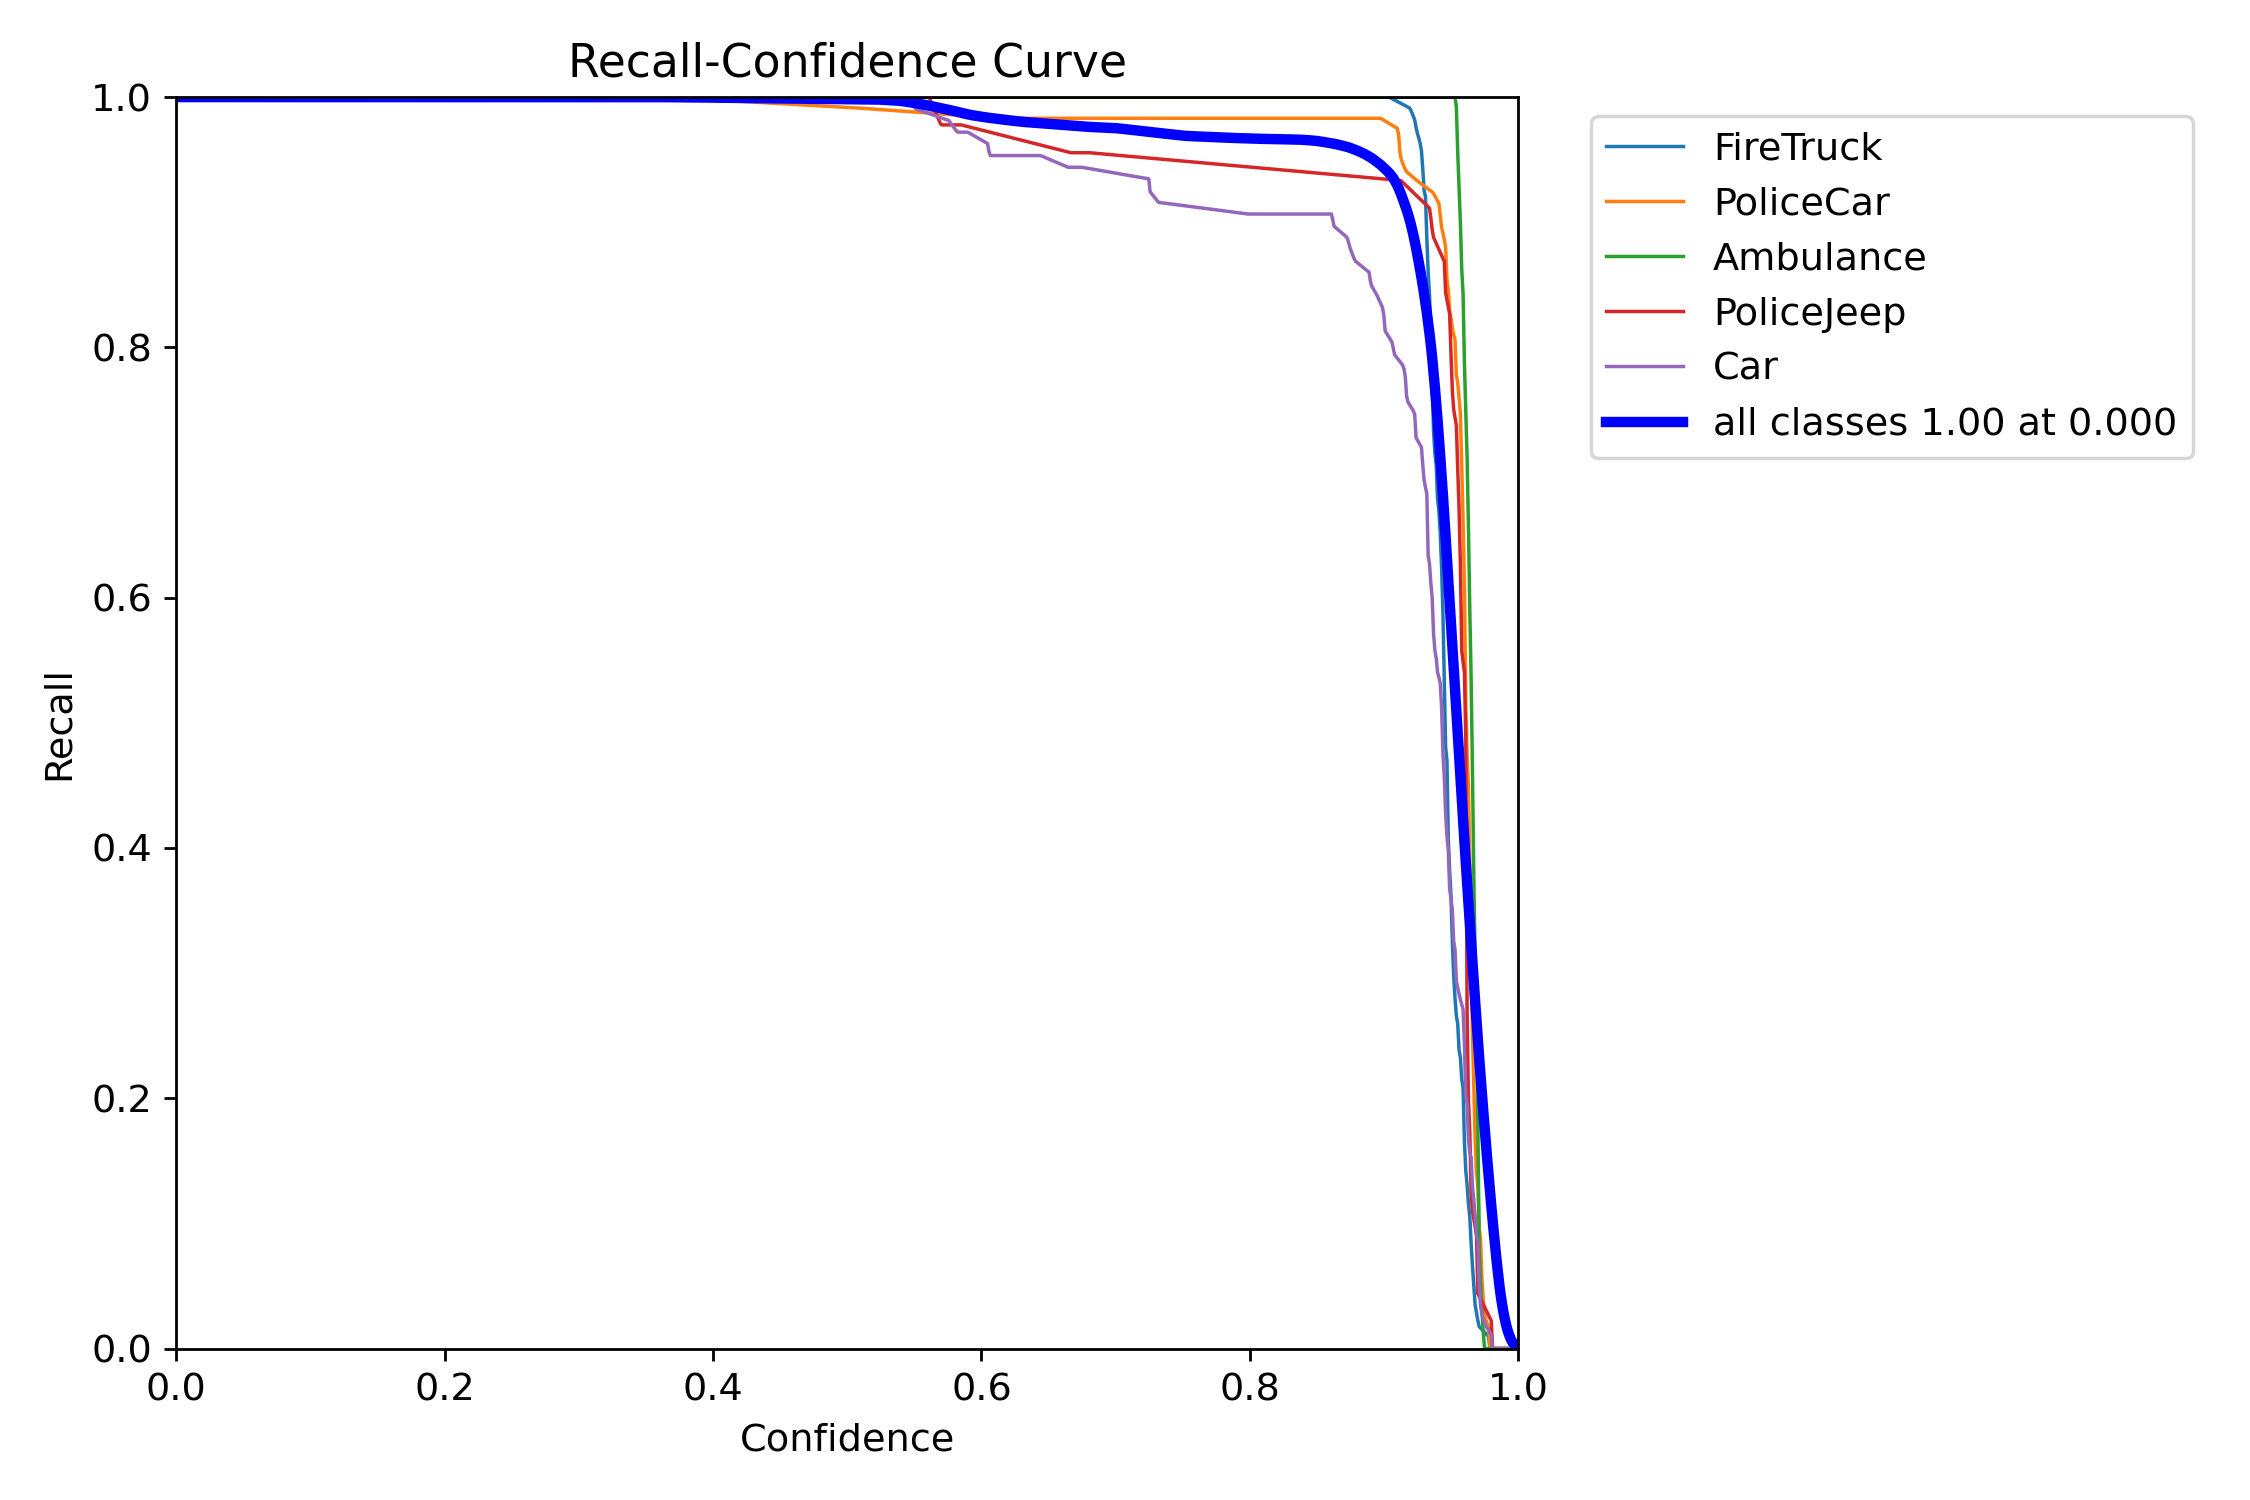 Recall-Confidence Curve
1.0
0.8
0.6
0.4
0.2
0.0
Recall
0.0 0.2 0.4 0.6 0.8 1.0
Confidence
FireTruck
PoliceCar
Ambulance
PoliceJeep
Car
all classes 1.00 at 0.000